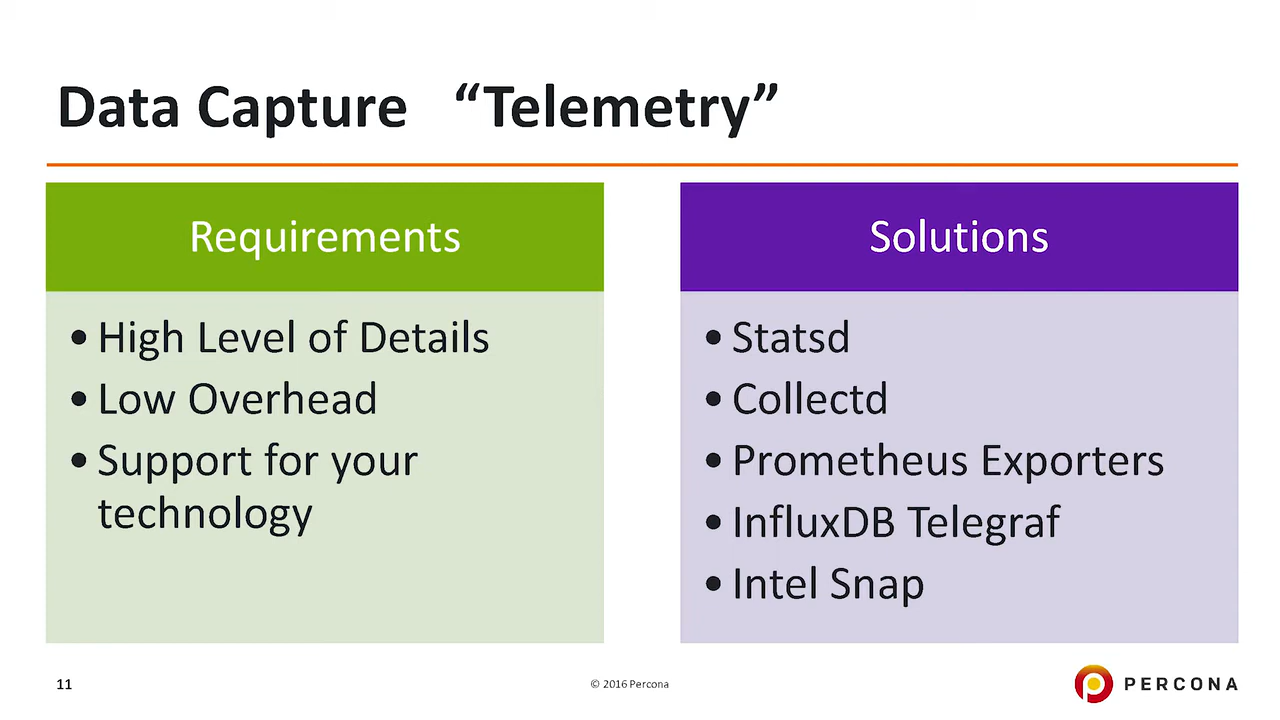 Data Capture “Telemetry”
Requirements
• High Level of Details
• Low Overhead
• Support for your
technology
Solutions
• Statsd
• Collectd
• Prometheus Exporters
• InfluxDB Telegraf
• Intel Snap
11
© 2016 Percona
PERCONA